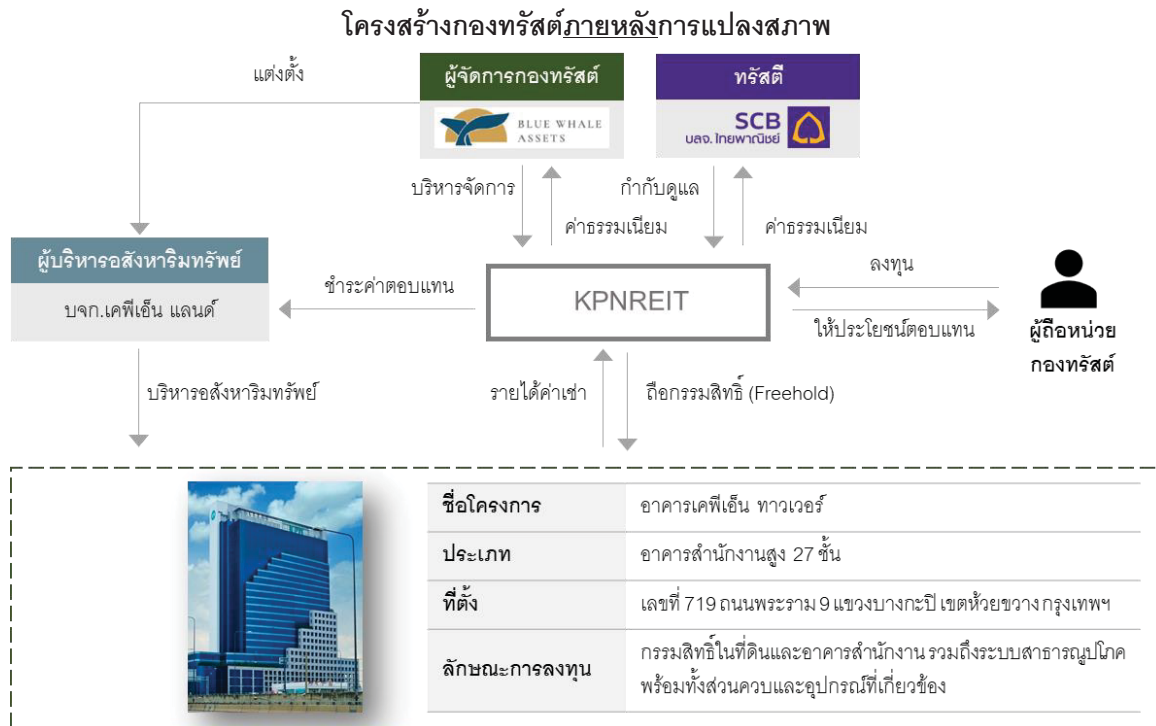 โครงสร้างกองทรัสต์ภายหลังการแปลงสภาพ
แต่งตั้ง
ผู้จัดการกองทรัสต์
BLUE WHALE
ASSETS
ทรัสตี
SCB
บลจ. ไทยพาณิชย์
บริหารจัดการ
ค่าธรรมเนียม
กำกับดูแล
ค่าธรรมเนียม
ผู้บริหารอสังหาริมทรัพย์
บจก.เคพีเอ็น แลนด์
ชำระค่าตอบแทน
KPNREIT
ลงทุน
ให้ประโยชน์ตอบแทน
ผู้ถือหน่วย
กองทรัสต์
บริหารอสังหาริมทรัพย์
รายได้ค่าเช่า
ถือกรรมสิทธิ์ (Freehold)
ชื่อโครงการ อาคารเคพีเอ็น ทาวเวอร์
ประเภท อาคารสำนักงานสูง 27 ชั้น
ที่ตั้ง เลขที่ 719 ถนนพระราม 9 แขวงบางกะปิ เขตห้วยขวาง กรุงเทพฯ
ลักษณะการลงทุน กรรมสิทธิ์ในที่ดินและอาคารสำนักงาน รวมถึงระบบสาธารณูปโภค
พร้อมทั้งส่วนควบและอุปกรณ์ที่เกี่ยวข้อง